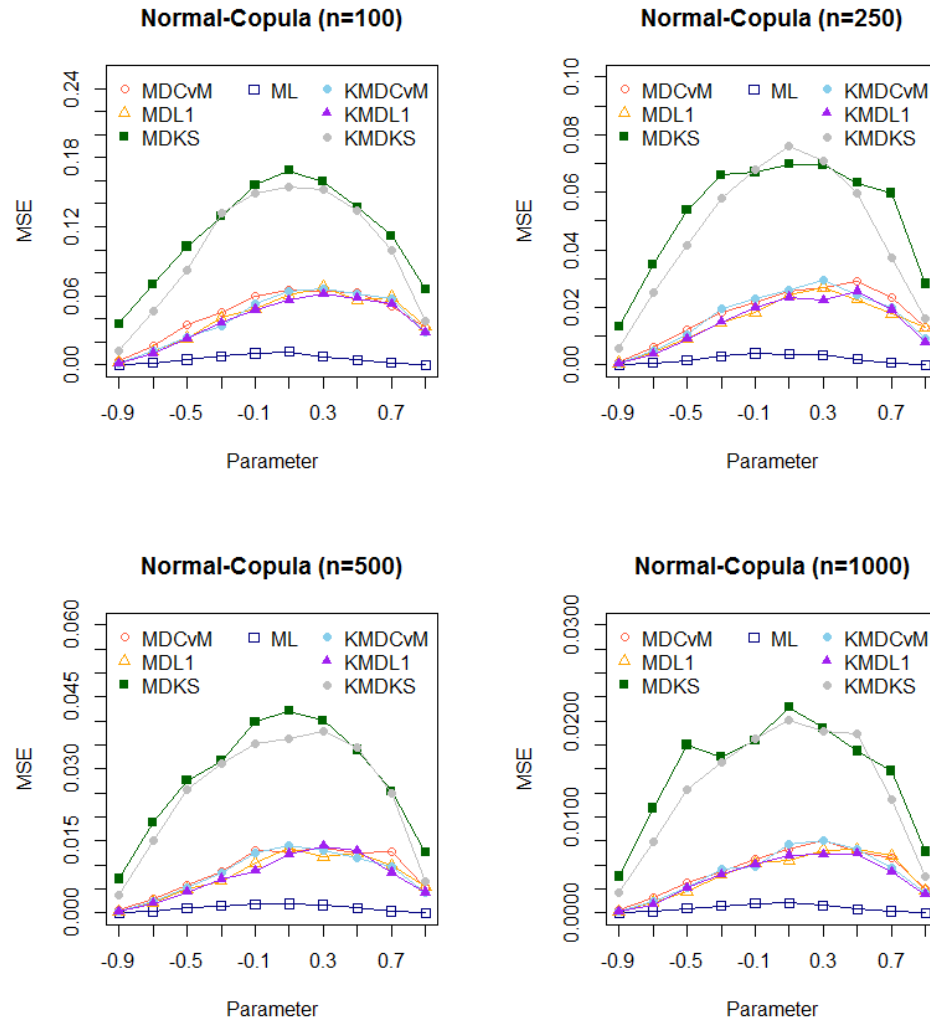 Normal-Copula (n=100)
MSE
0.00 0.06 0.12 0.18 0.24
MDCvM ML KMDCvM
MDL1 KMDL1
MDKS KMDKS
-0.9 -0.5 -0.1 0.3 0.7
Parameter
Normal-Copula (n=250)
MSE
0.00 0.02 0.04 0.06 0.08 0.10
MDCvM ML KMDCvM
MDL1 KMDL1
MDKS KMDKS
-0.9 -0.5 -0.1 0.3 0.7
Parameter
Normal-Copula (n=500)
MSE
0.000 0.015 0.030 0.045 0.060
MDCvM ML KMDCvM
MDL1 KMDL1
MDKS KMDKS
-0.9 -0.5 -0.1 0.3 0.7
Parameter
Normal-Copula (n=1000)
MSE
0.0000 0.0100 0.0200 0.0300
MDCvM ML KMDCvM
MDL1 KMDL1
MDKS KMDKS
-0.9 -0.5 -0.1 0.3 0.7
Parameter